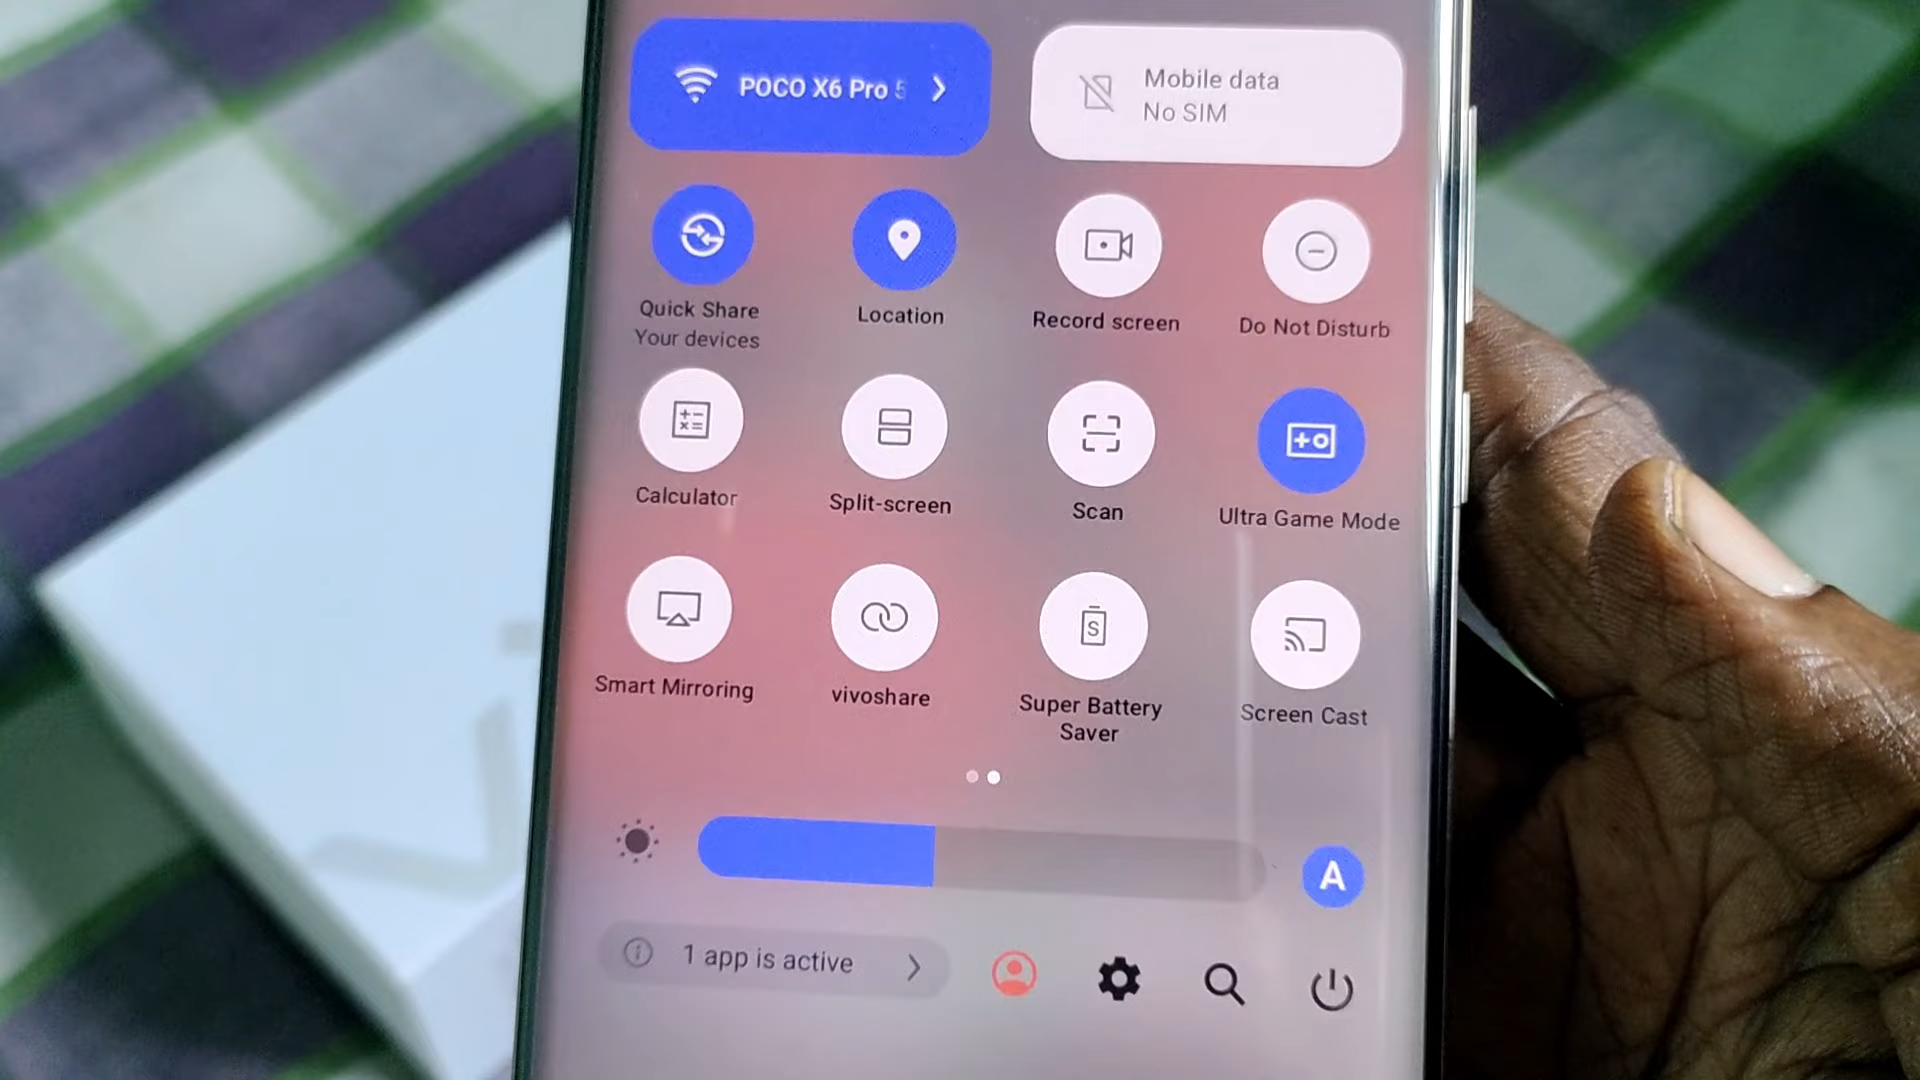 POCO X6 Pro 5
Mobile data
No SIM
Quick Share
Your devices
Location
Record screen
Do Not Disturb
Calculator
Split-screen
Scan
Ultra Game Mode
Smart Mirroring
vivoshare
S
Super Battery
Saver
Screen Cast
A
1 app is active